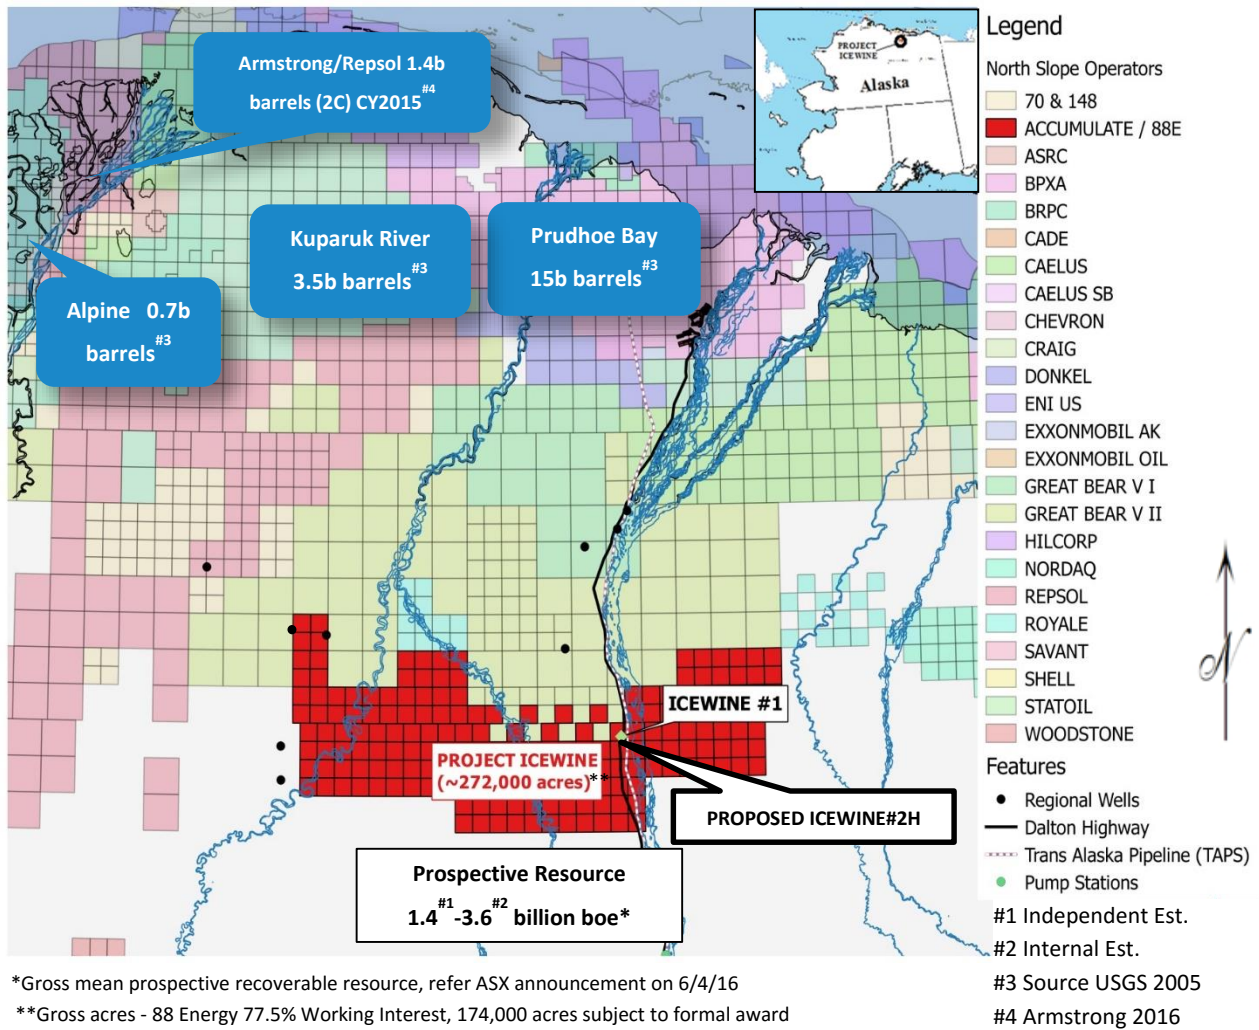 Armstrong/Repsol 1.4b
barrels (2C) CY2015#4
Kuparuk River
3.5b barrels#3
Prudhoe Bay
15b barrels#3
Alpine 0.7b
barrels#3
PROJECT
ICEWINE
Alaska
ICEWINE #1
PROJECT ICEWINE
(~272,000 acres)**
PROPOSED ICEWINE#2H
Prospective Resource
1.4#1-3.6#2 billion boe*
Legend
North Slope Operators
70 & 148
ACCUMULATE / 88E
ASRC
BPXA
BRPC
CADE
CAELUS
CAELUS SB
CHEVRON
CRAIG
DONKEL
ENI US
EXXONMOBIL AK
EXXONMOBIL OIL
GREAT BEAR V I
GREAT BEAR V II
HILCORP
NORDAQ
REPSOL
ROYALE
SAVANT
SHELL
STATOIL
WOODSTONE
Features
Regional Wells
Dalton Highway
Trans Alaska Pipeline (TAPS)
Pump Stations
N
#1 Independent Est.
#2 Internal Est.
#3 Source USGS 2005
#4 Armstrong 2016
*Gross mean prospective recoverable resource, refer ASX announcement on 6/4/16
**Gross acres - 88 Energy 77.5% Working Interest, 174,000 acres subject to formal award